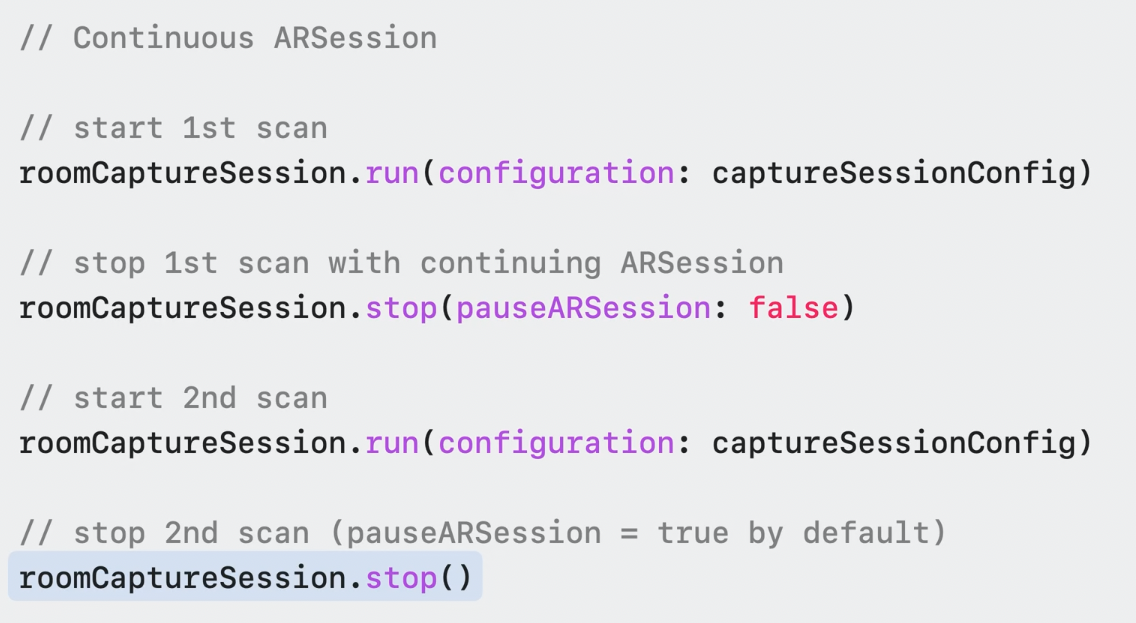 // Continuous ARSession
// start 1st scan
roomCaptureSession.run(configuration: captureSessionConfig)
// stop 1st scan with continuing ARSession
roomCaptureSession.stop(pauseARSession: false)
// start 2nd scan
roomCaptureSession.run(configuration: captureSessionConfig)
// stop 2nd scan (pauseARSession = true by default)
roomCaptureSession.stop()